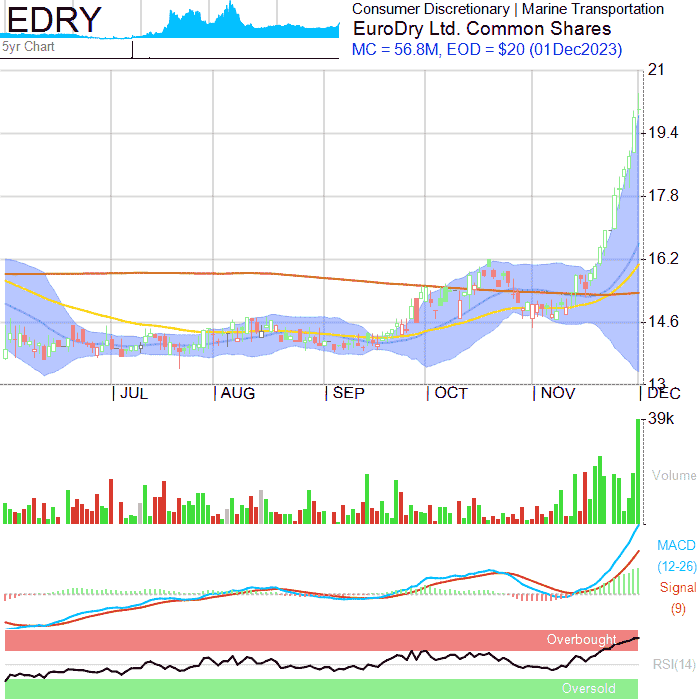 EDRY
5yr Chart
Consumer Discretionary | Marine Transportation
EuroDry Ltd. Common Shares
MC = 56.8M, EOD = $20 (01Dec2023)
21
19.4
17.8
16.2
14.6
13
JUL AUG SEP OCT NOV DEC
39k
Volume
MACD
(12-26)
Signal
(9)
Overbought
RSI(14)
Oversold